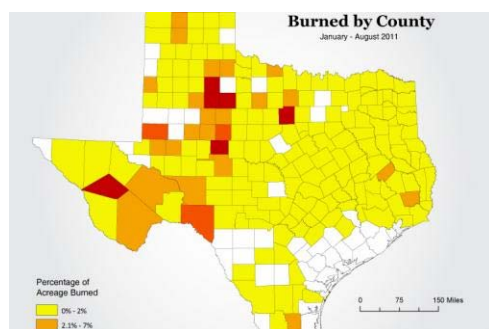 Burned by County
January - August 2011
Percentage of
Acreage Burned
0% - 2%
2.1% - 7%
0 75 150 Miles